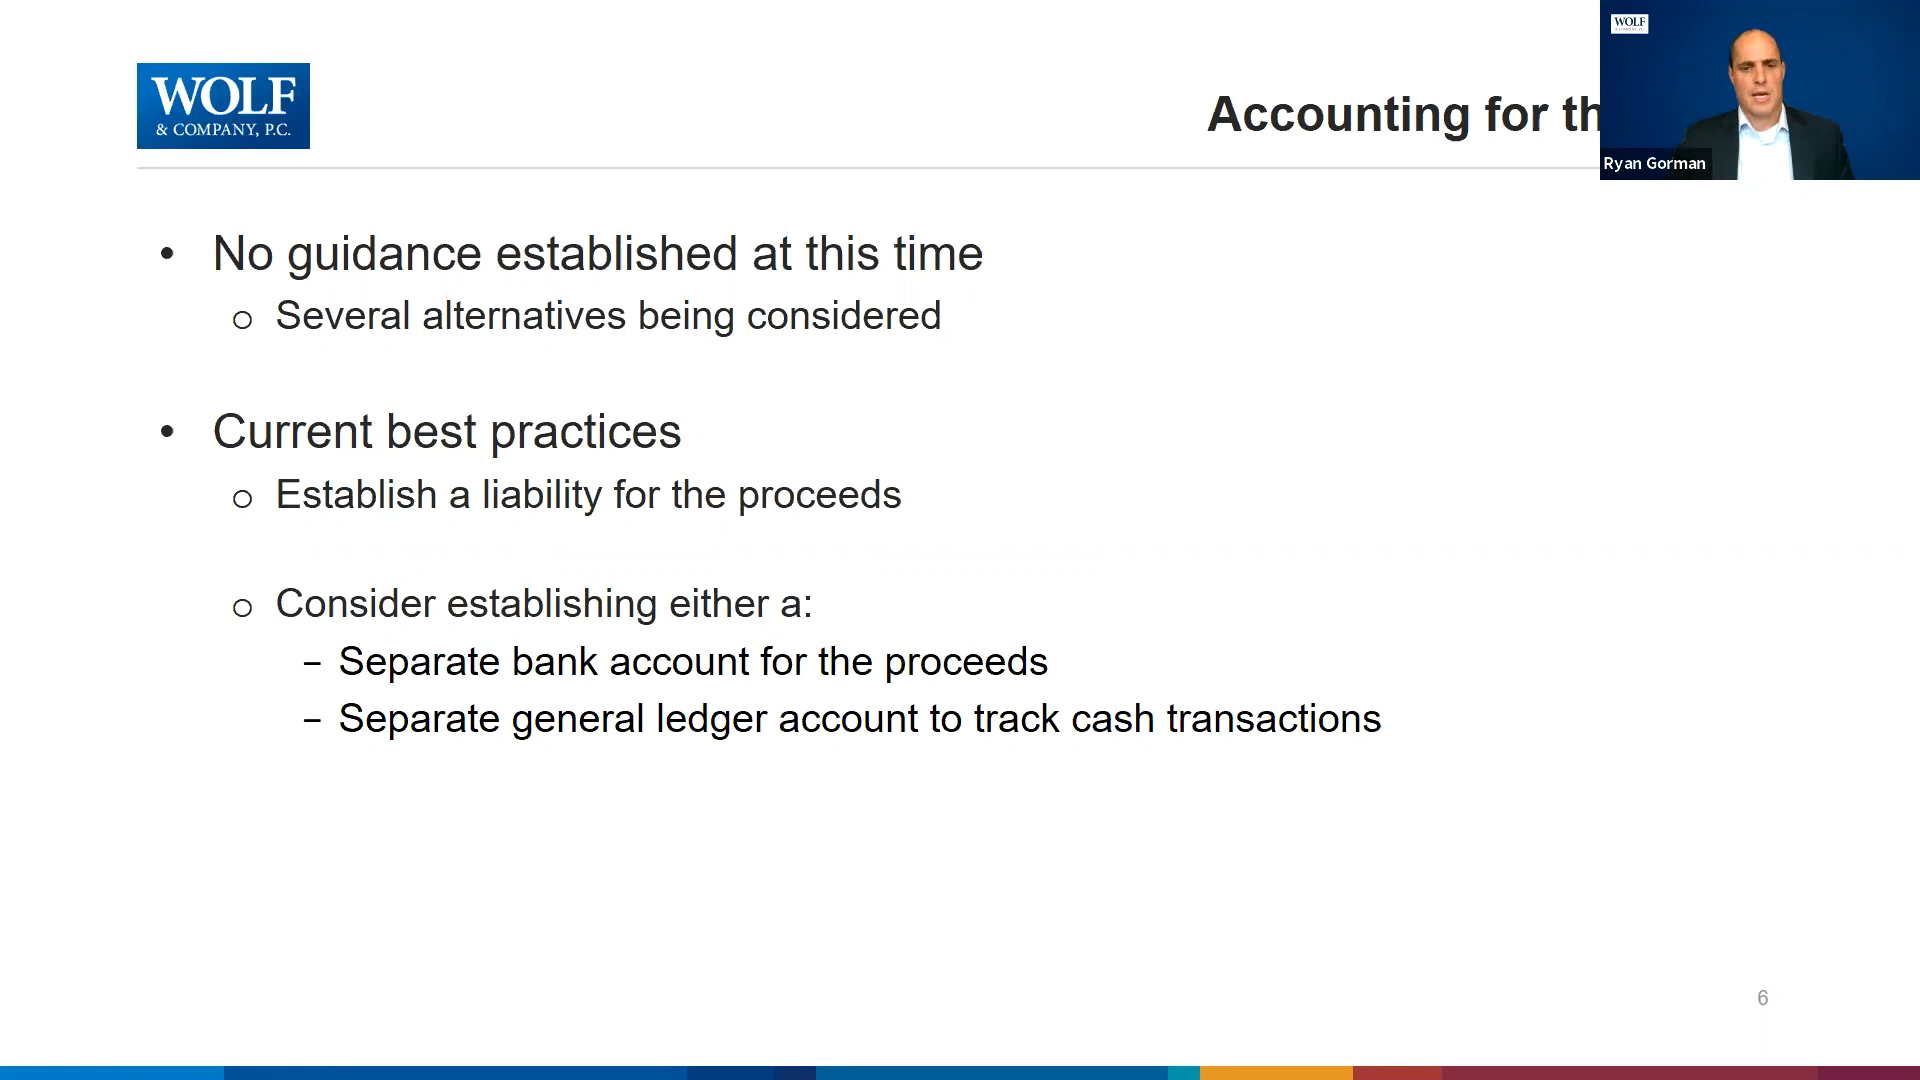 WOLF
& COMPANY, P.C.
Accounting for th
WOLF
Ryan Gorman
• No guidance established at this time
o Several alternatives being considered
• Current best practices
o Establish a liability for the proceeds
o Consider establishing either a:
– Separate bank account for the proceeds
– Separate general ledger account to track cash transactions
6